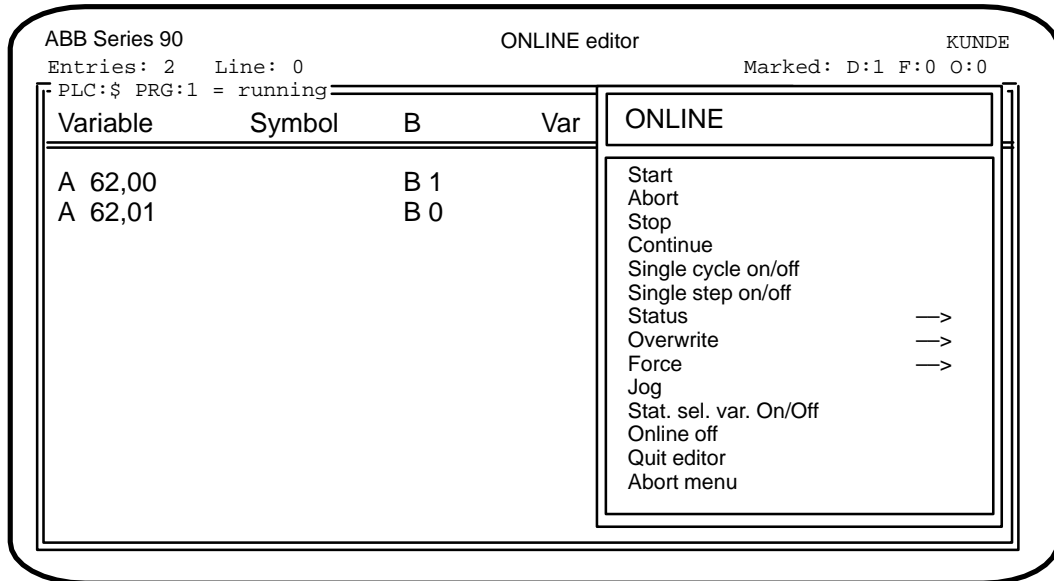 ABB Series 90 ONLINE editor KUNDE
Entries: 2 Line: 0 Marked: D:1 F:0 O:0
PLC:$ PRG:1 = running
Variable Symbol B Var
A 62,00 B 1
A 62,01 B 0
ONLINE
Start
Abort
Stop
Continue
Single cycle on/off
Single step on/off
Status —>
Overwrite —>
Force —>
Jog
Stat. sel. var. On/Off
Online off
Quit editor
Abort menu